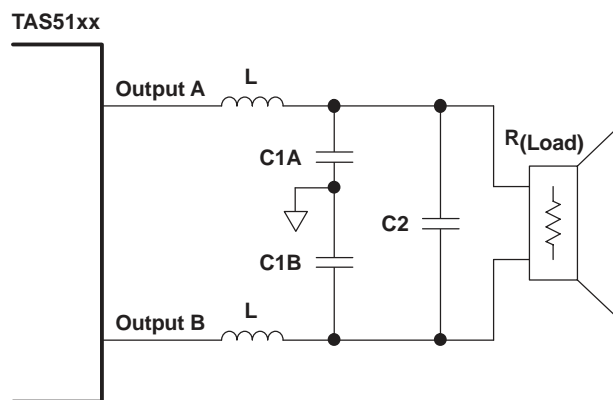 TAS51xx
Output A
L
C1A
R(Load)
C2
C1B
L
Output B